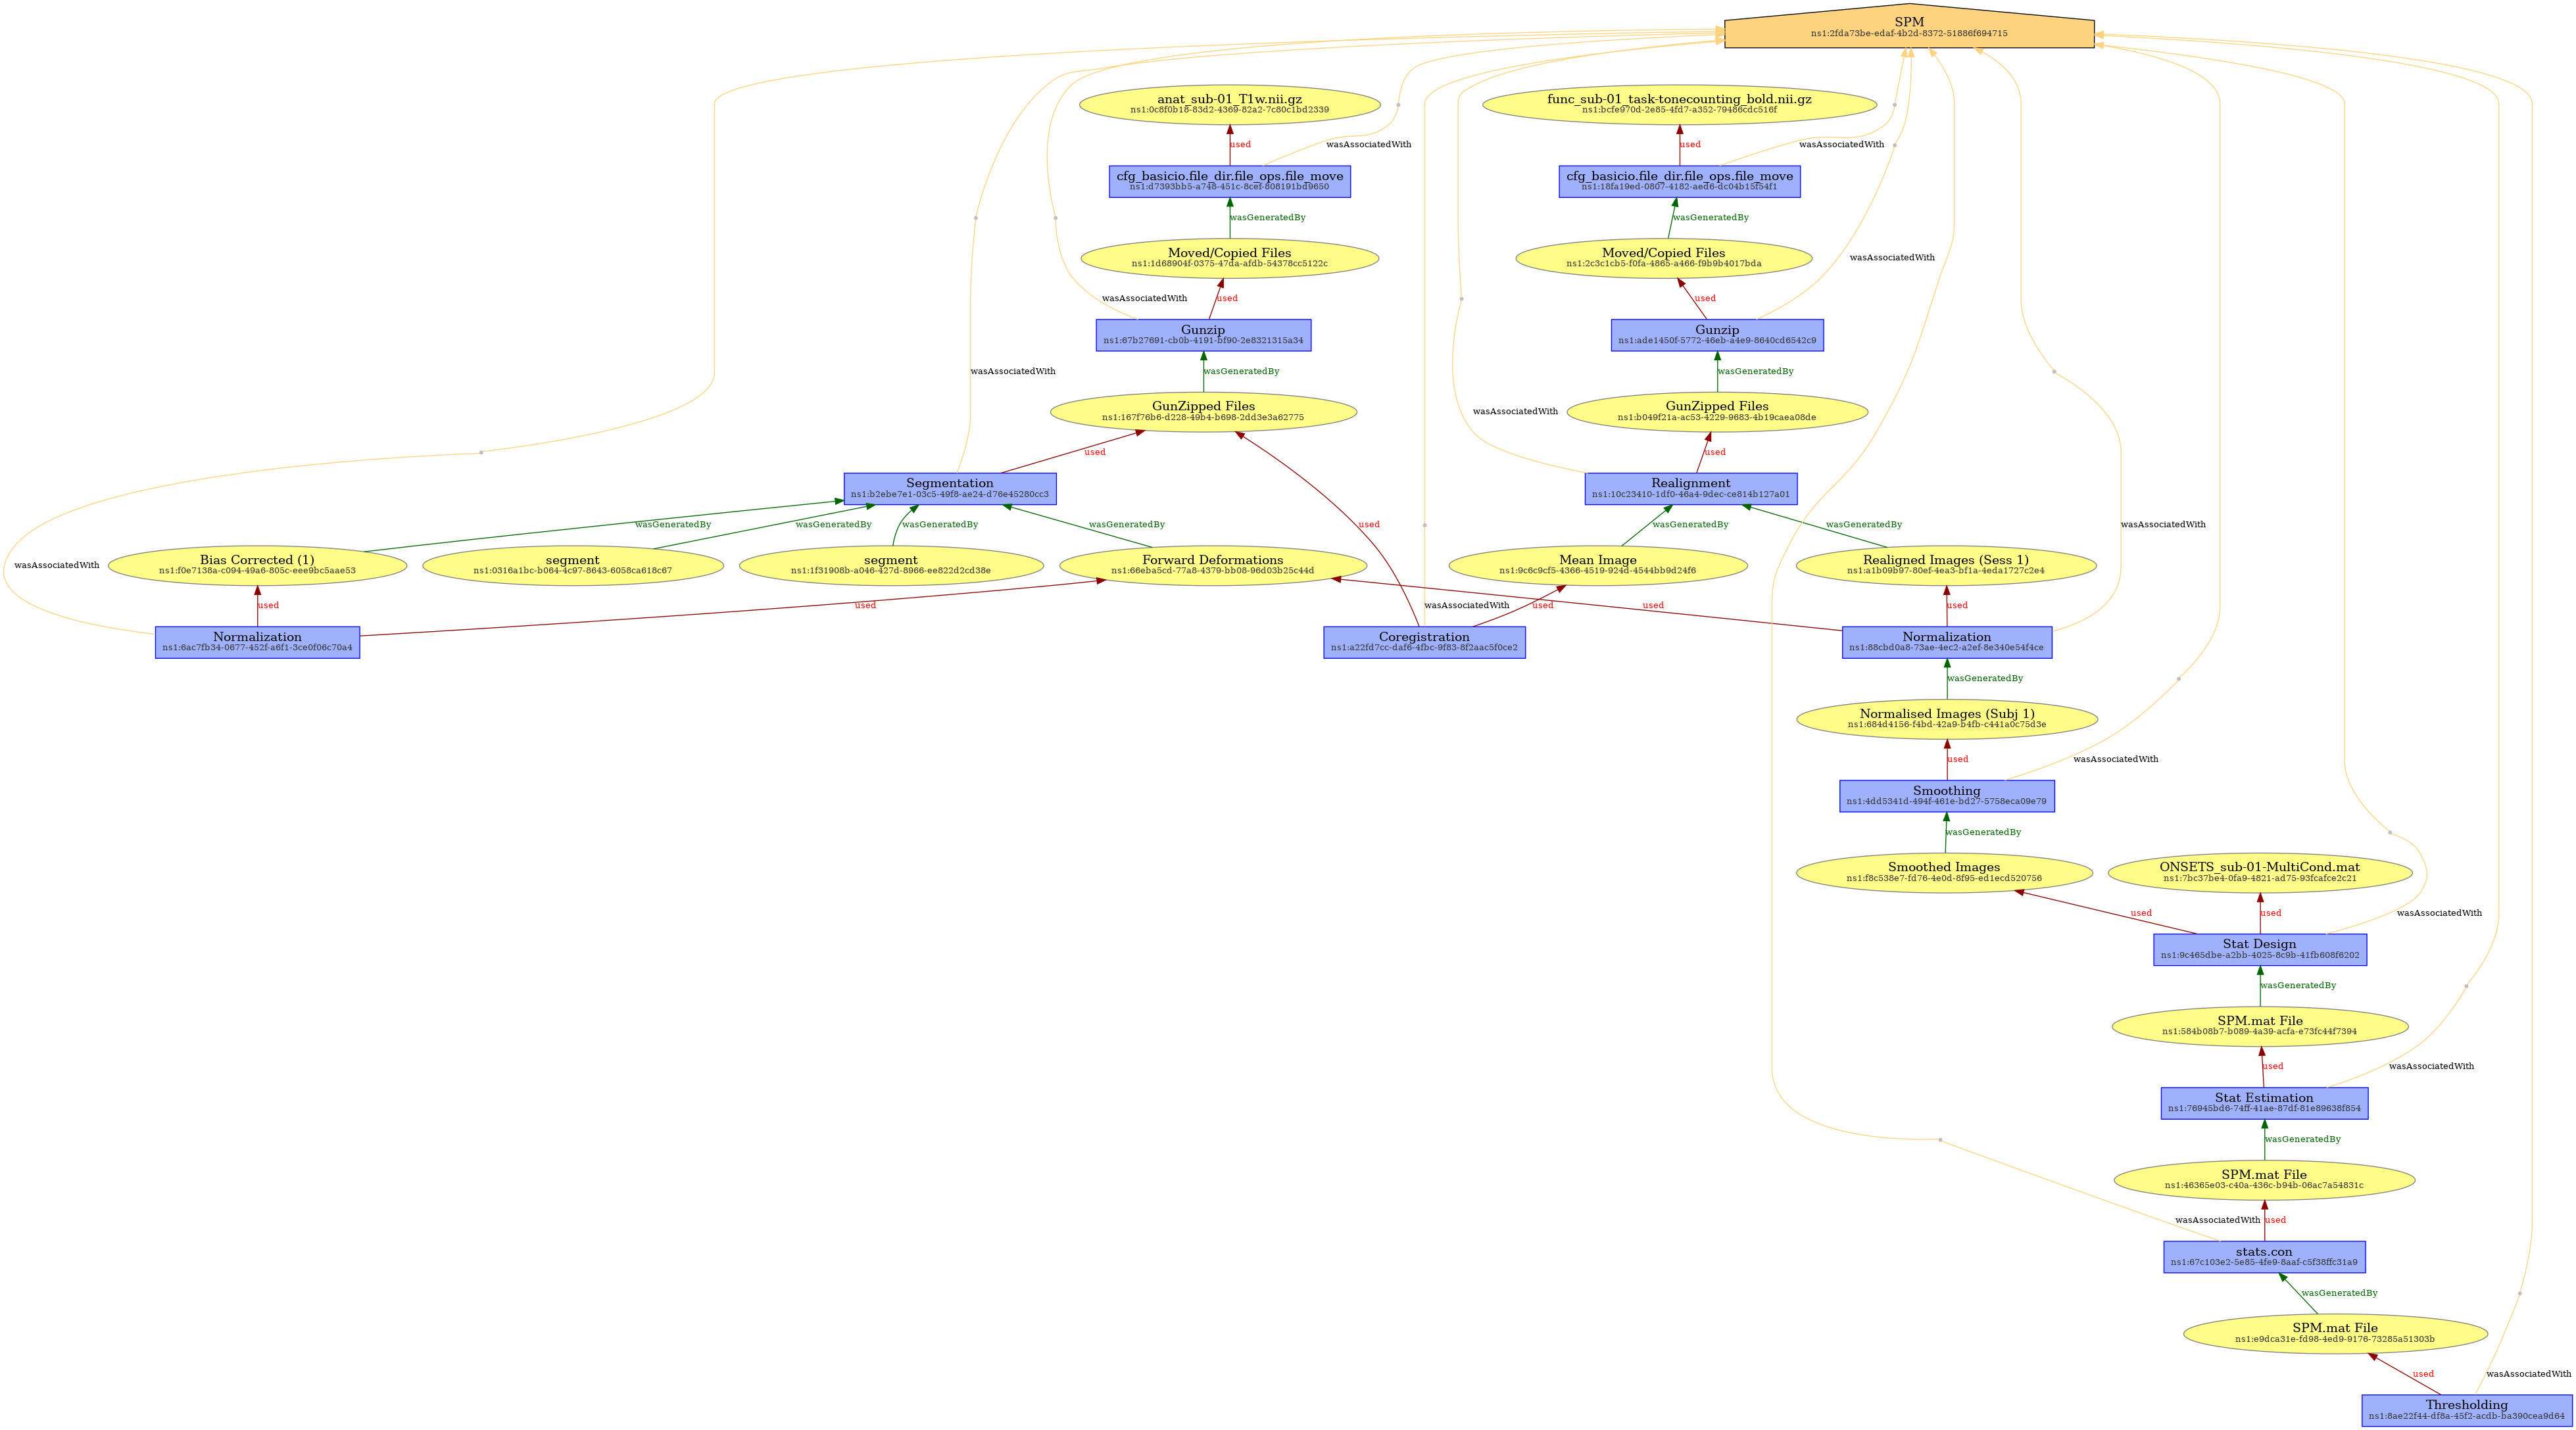 SPM
ns1:2fda73be-edaf-4b2d-8372-51886f694715
anat_sub-01_T1w.nii.gz
ns1:0c8f0b18-83d2-4369-82a2-7c80c1bd2339
func_sub-01_task-tonecounting_bold.nii.gz
ns1:bcfe970d-2e85-4fd7-a352-79486cdc516f
used
wasAssociatedWith
used
wasAssociatedWith
cfg_basicio.file_dir.file_ops.file_move
ns1:d7393bb5-a748-451c-8cef-808191bd9650
cfg_basicio.file_dir.file_ops.file_move
ns1:18fa19ed-0807-4182-aed6-dc04b15f54f1
wasGeneratedBy
wasGeneratedBy
Moved/Copied Files
ns1:1d68904f-0375-47da-afdb-54378cc5122c
Moved/Copied Files
ns1:2c3c1cb5-f0fa-4865-a466-f9b9b4017bda
wasAssociatedWith
wasAssociatedWith
used
used
Gunzip
ns1:67b27691-cb0b-4191-bf90-2e8321315a34
Gunzip
ns1:ade1450f-5772-46eb-a4e9-8640cd6542c9
wasAssociatedWith
wasGeneratedBy
wasGeneratedBy
GunZipped Files
ns1:167f76b6-d228-49b4-b698-2dd3e3a62775
wasAssociatedWith
GunZipped Files
ns1:b049f21a-ac53-4229-9683-4b19caea08de
used
used
Segmentation
ns1:b2ebe7e1-03c5-49f8-ae24-d76e45280cc3
Realignment
ns1:10c23410-1df0-46a4-9dec-ce814b127a01
wasGeneratedBy
wasGeneratedBy
wasGeneratedBy
wasGeneratedBy
used
wasGeneratedBy
wasGeneratedBy
wasAssociatedWith
wasAssociatedWith
Bias Corrected (1)
ns1:f0e7138a-c094-49a6-805c-eee9bc5aae53
segment
ns1:0316a1bc-b064-4c97-8643-6058ca618c67
segment
ns1:1f31908b-a046-427d-8966-ee822d2cd38e
Forward Deformations
ns1:66eba5cd-77a8-4379-bb08-96d03b25c44d
Mean Image
ns1:9c6c9cf5-4366-4519-924d-4544bb9d24f6
Realigned Images (Sess 1)
ns1:a1b09b97-80ef-4ea3-bf1a-4eda1727c2e4
used
used
wasAssociatedWith
used
used
used
Normalization
ns1:6ac7fb34-0677-452f-a6f1-3ce0f06c70a4
Coregistration
ns1:a22fd7cc-daf6-4fbc-9f83-8f2aac5f0ce2
Normalization
ns1:88cbd0a8-73ae-4ec2-a2ef-8e340e54f4ce
wasGeneratedBy
Normalised Images (Subj 1)
ns1:684d4156-f4bd-42a9-b4fb-c441a0c75d3e
used
wasAssociatedWith
Smoothing
ns1:4dd5341d-494f-461e-bd27-5758eca09e79
wasGeneratedBy
Smoothed Images
ns1:f8c538e7-fd76-4e0d-8f95-ed1ecd520756
ONSETS_sub-01-MultiCond.mat
ns1:7bc37be4-0fa9-4821-ad75-93fcafce2c21
used
used
wasAssociatedWith
Stat Design
ns1:9c465dbe-a2bb-4025-8c9b-41fb608f6202
wasGeneratedBy
SPM.mat File
ns1:584b08b7-b089-4a39-acfa-e73fc44f7394
used
wasAssociatedWith
Stat Estimation
ns1:76945bd6-74ff-41ae-87df-81e89638f854
wasGeneratedBy
SPM.mat File
ns1:46365e03-c40a-436c-b94b-06ac7a54831c
wasAssociatedWith
used
stats.con
ns1:67c103e2-5e85-4fe9-8aaf-c5f38ffc31a9
wasGeneratedBy
SPM.mat File
ns1:e9dca31e-fd98-4ed9-9176-73285a51303b
used
wasAssociatedWith
Thresholding
ns1:8ae22f44-df8a-45f2-acdb-ba390cea9d64